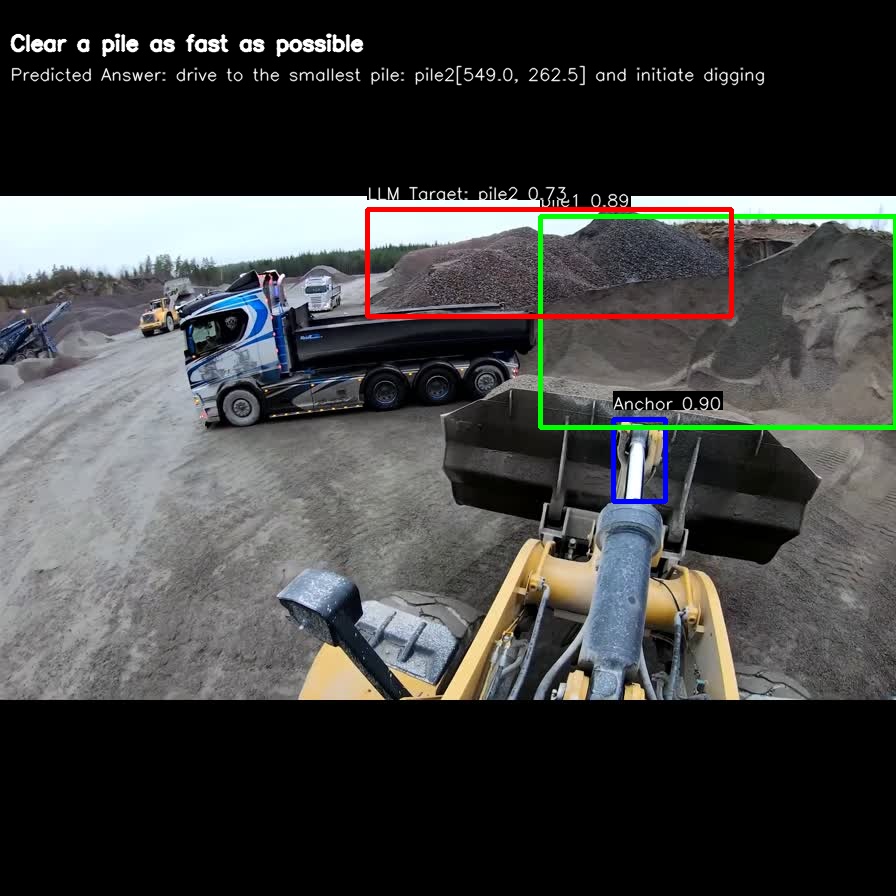 Clear a pile as fast as possible
Predicted Answer: drive to the smallest pile: pile2[549.0, 262.5] and initiate digging
LLM Target: pile2 0.73
pile1 0.89
Anchor 0.90